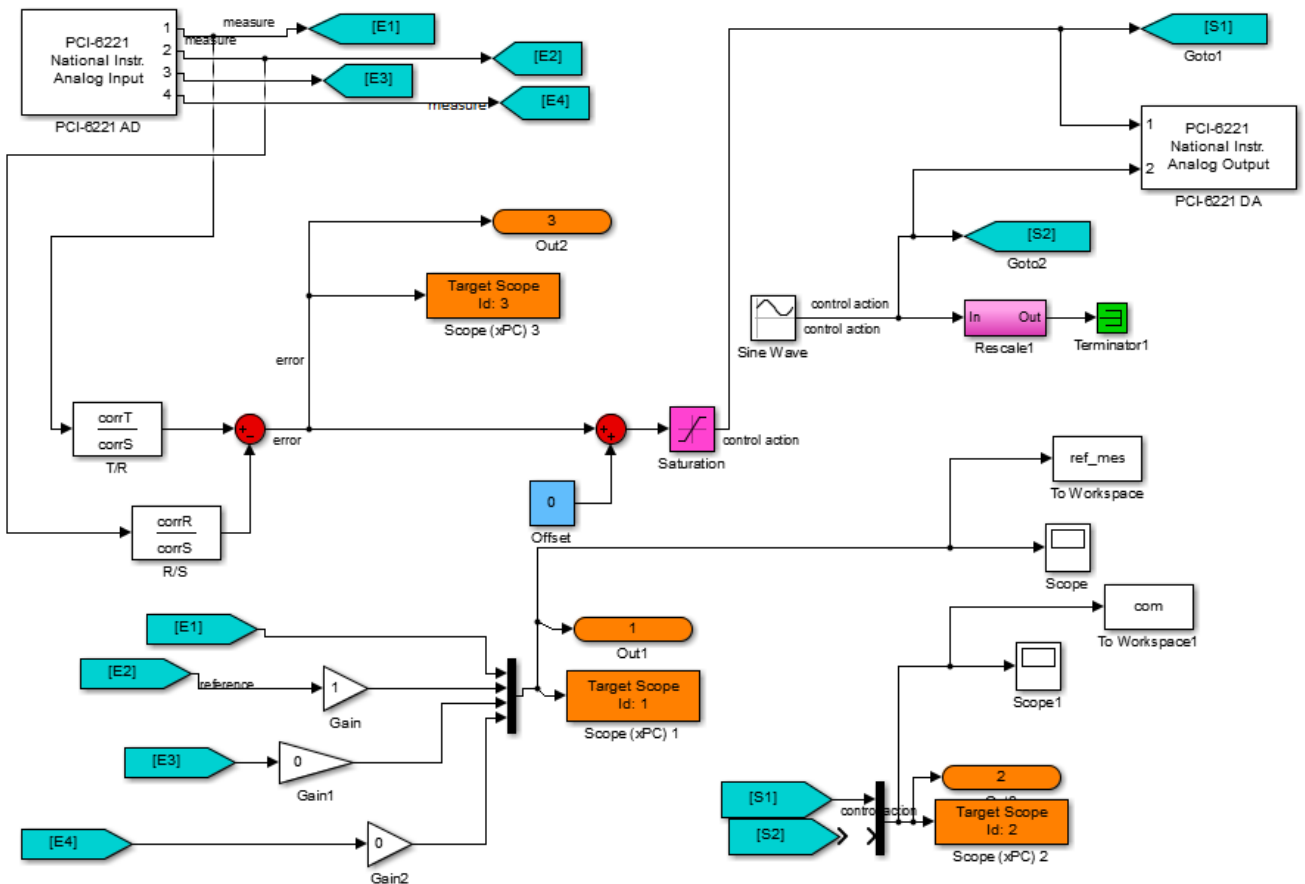 PCI-6221
National Instr.
Analog Input
1
2
3
4
PCI-6221 AD
measure
measure
[E1]
[E2]
[E3]
measure
[E4]
[S1]
Goto1
1
2
PCI-6221
National Instr.
Analog Output
PCI-6221 DA
3
Out2
[S2]
Goto2
Target Scope
Id: 3
Scope (xPC) 3
control action
control action
Sine Wave
In
Out
Rescale1
Terminator1
error
corrT
corrS
T/R
error
control action
Saturation
0
Offset
corrR
corrS
R/S
ref_mes
To Workspace
Scope
com
To Workspace1
Scope1
[E1]
[E2]
reference
1
Gain
1
Out1
Target Scope
Id: 1
Scope (xPC) 1
[E3]
0
Gain1
[E4]
0
Gain2
[S1]
control action
[S2]
2
Target Scope
Id: 2
Scope (xPC) 2